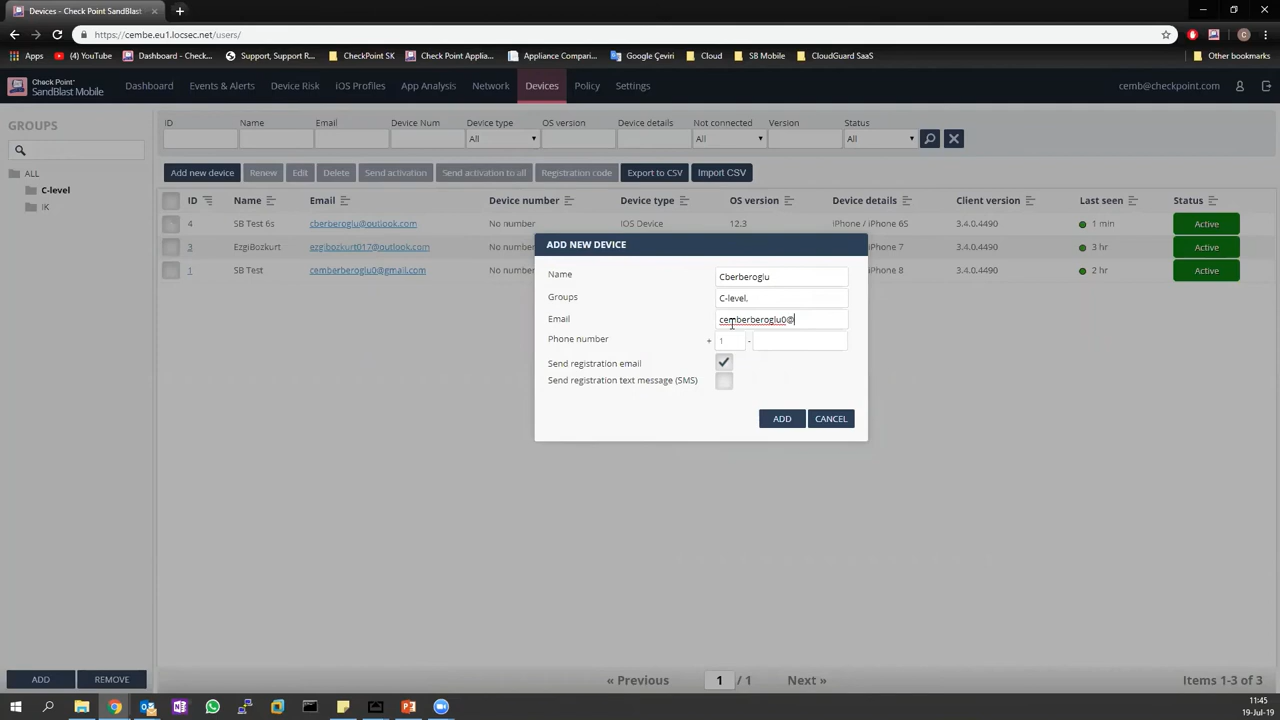 Devices - Check Point SandBlast
https://cembe.eu1.locsec.net/users/
Apps (4) YouTube Dashboard - Check... Support, Support R... CheckPoint SK Check Point Applia... Appliance Compari... Google Çeviri Cloud SB Mobile CloudGuard SaaS Other bookmarks
Check Point
SandBlast Mobile
Dashboard Events & Alerts Device Risk iOS Profiles App Analysis Network Devices Policy Settings cemb@checkpoint.com
GROUPS
ALL
C-level
IK
ID Name Email Device Num Device type OS version Device details Not connected Version Status
All All All
Add new device Renew Edit Delete Send activation Send activation to all Registration code Export to CSV Import CSV
ID Name Email Device number Device type OS version Device details Client version Last seen Status
4 SB Test 6s cberberoglu@outlook.com No number IOS Device 12.3 iPhone / iPhone 6S 3.4.0.4490 1 min Active
3 EzgiBozkurt ezgibozkurt017@outlook.com iPhone 7 3.4.0.4490 3 hr Active
1 SB Test cemberberoglu0@gmail.com iPhone 8 3.4.0.4490 2 hr Active
ADD NEW DEVICE
Name Cberberoglu
Groups C-level,
Email cemberberoglu0@
Phone number + 1 -
Send registration email
Send registration text message (SMS)
ADD CANCEL
ADD REMOVE
« Previous 1 / 1 Next » Items 1-3 of 3
11:45
19-Jul-19